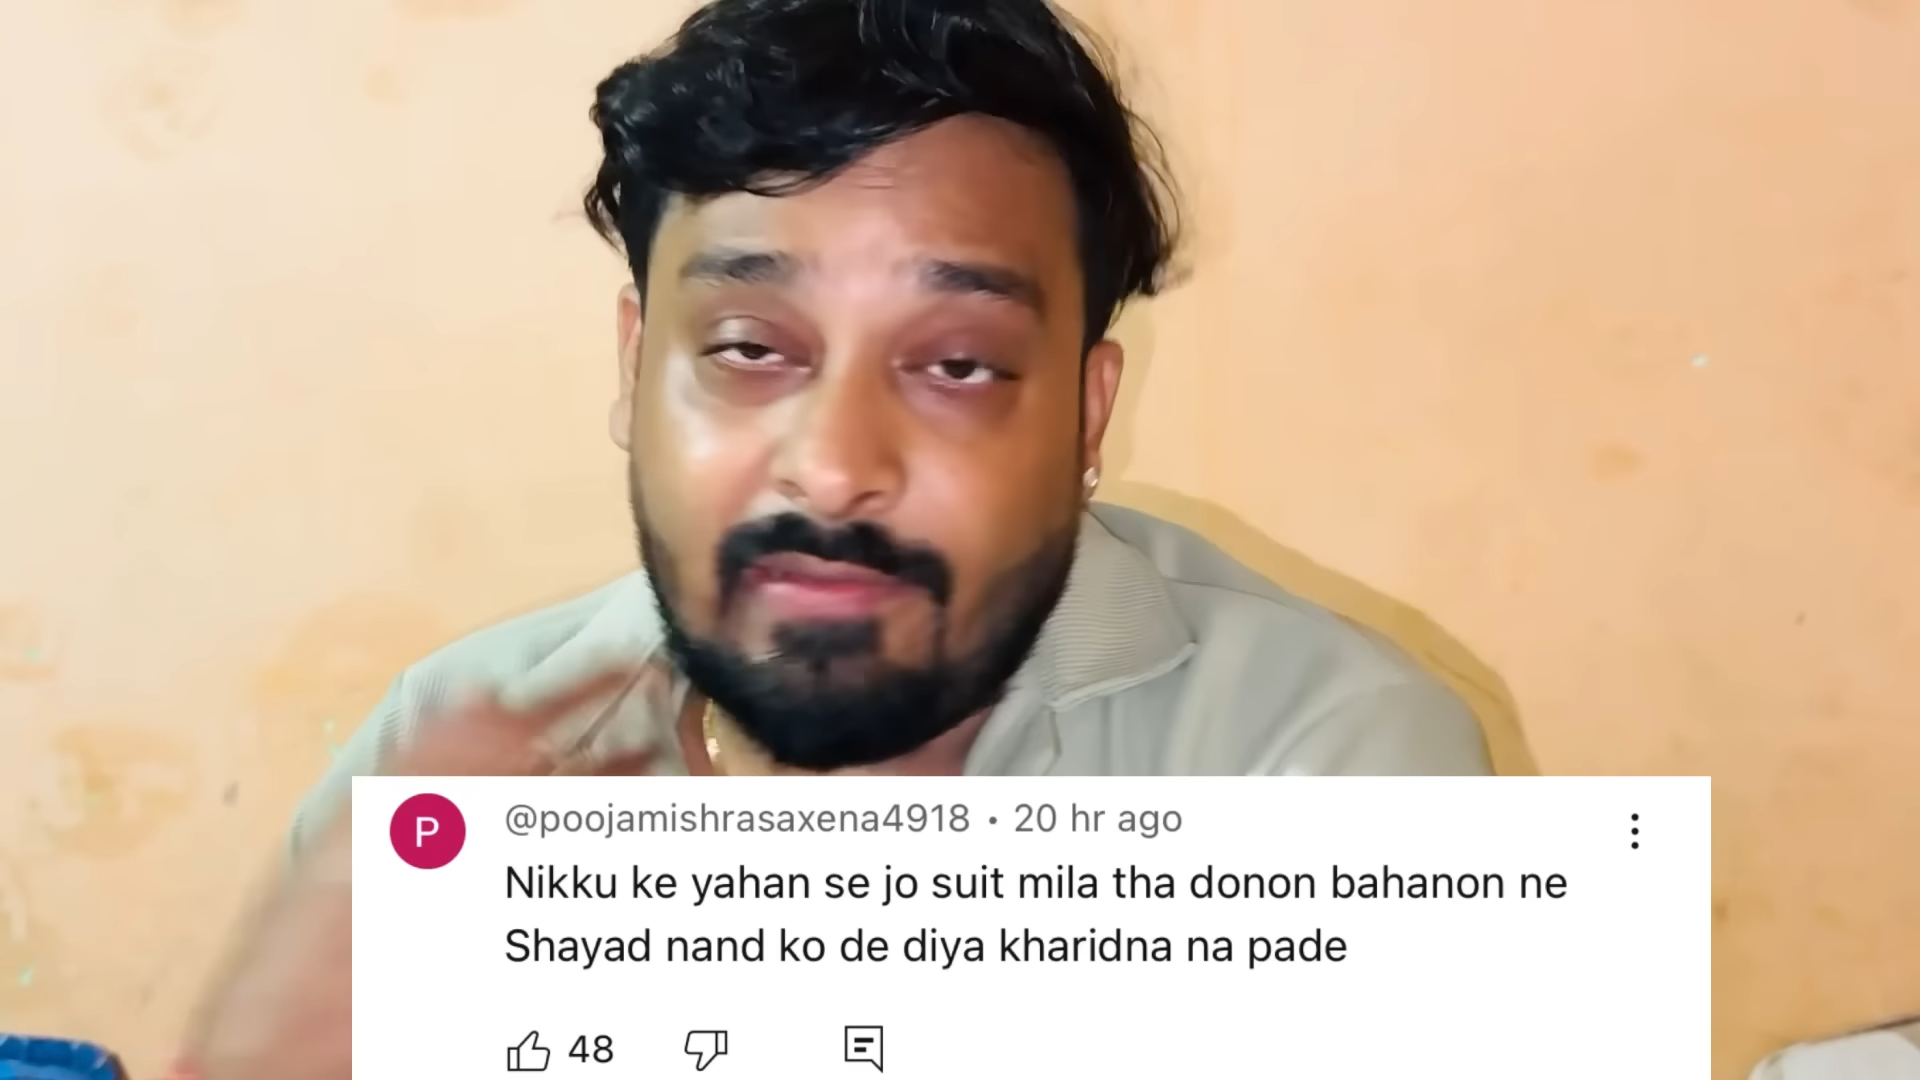 P
@poojamishrasaxena4918 • 20 hr ago
Nikku ke yahan se jo suit mila tha donon bahanon ne
Shayad nand ko de diya kharidna na pade
48